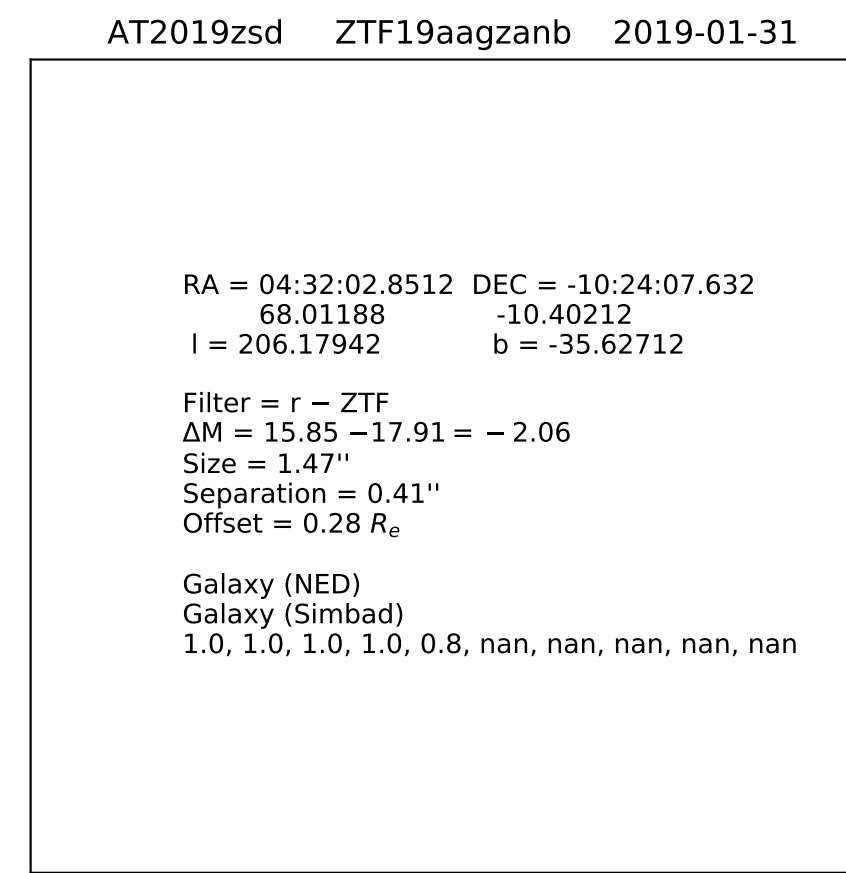 AT2019zsd ZTF19aagzanb 2019-01-31
RA = 04:32:02.8512 DEC = -10:24:07.632
68.01188 -10.40212
l = 206.17942 b = -35.62712
Filter = r − ZTF
ΔM = 15.85 −17.91 = − 2.06
Size = 1.47''
Separation = 0.41''
Offset = 0.28 Re
Galaxy (NED)
Galaxy (Simbad)
1.0, 1.0, 1.0, 1.0, 0.8, nan, nan, nan, nan, nan